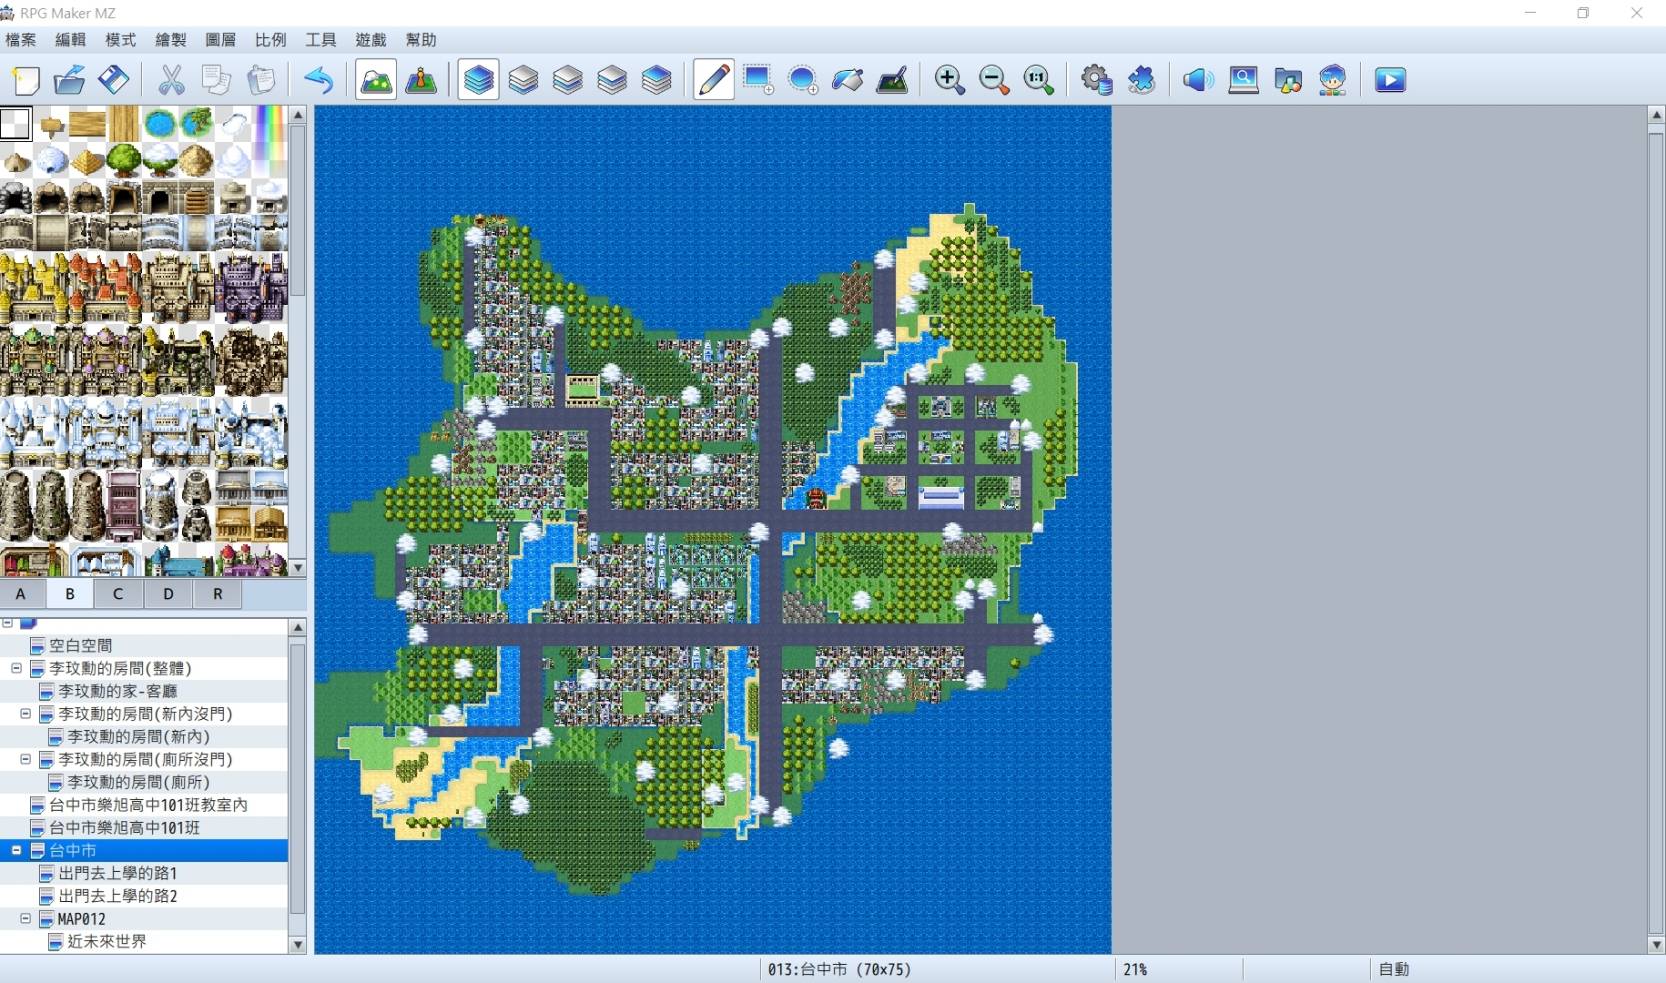 RPG Maker MZ
檔案 編輯 模式 繪製 圖層 比例 工具 遊戲 幫助
1:1
A B C D R
空白空間
李玟勳的房間(整體)
李玟勳的家-客廳
李玟勳的房間(新內沒門)
李玟勳的房間(新內)
李玟勳的房間(廁所沒門)
李玟勳的房間(廁所)
台中市樂旭高中101班教室內
台中市樂旭高中101班
台中市
出門去上學的路1
出門去上學的路2
MAP012
近未來世界
013:台中市 (70x75) 21% 自動